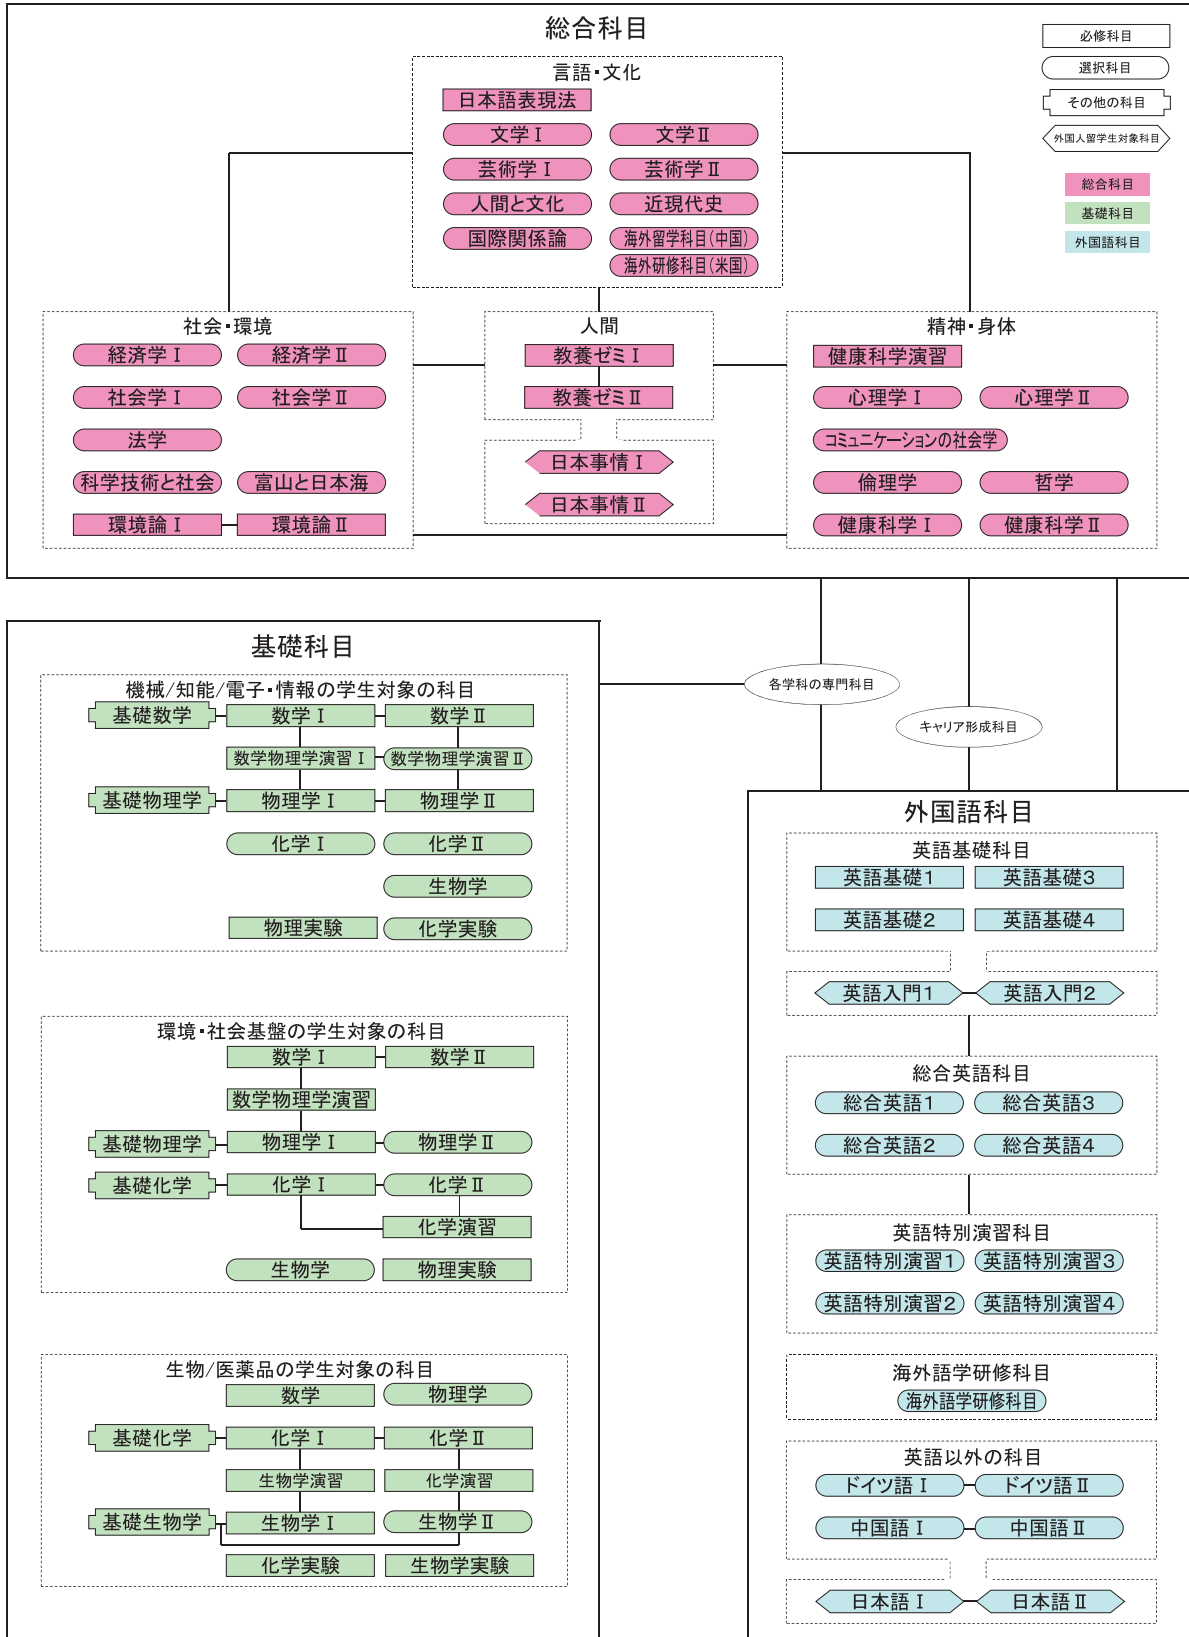 総合科目
必修科目
選択科目
その他の科目
外国人留学生対象科目
総合科目
基礎科目
外国語科目
言語・文化
日本語表現法
文学Ⅰ 文学Ⅱ
芸術学Ⅰ 芸術学Ⅱ
人間と文化 近現代史
国際関係論 海外留学科目(中国)
海外研修科目(米国)
社会・環境
経済学Ⅰ 経済学Ⅱ
社会学Ⅰ 社会学Ⅱ
法学
科学技術と社会 富山と日本海
環境論Ⅰ 環境論Ⅱ
人間
教養ゼミⅠ
教養ゼミⅡ
日本事情Ⅰ
日本事情Ⅱ
精神・身体
健康科学演習
心理学Ⅰ 心理学Ⅱ
コミュニケーションの社会学
倫理学 哲学
健康科学Ⅰ 健康科学Ⅱ
各学科の専門科目
キャリア形成科目
基礎科目
機械/知能/電子・情報の学生対象の科目
基礎数学 数学Ⅰ 数学Ⅱ
数学物理学演習Ⅰ 数学物理学演習Ⅱ
基礎物理学 物理学Ⅰ 物理学Ⅱ
化学Ⅰ 化学Ⅱ
生物学
物理実験 化学実験
環境・社会基盤の学生対象の科目
数学Ⅰ 数学Ⅱ
数学物理学演習
基礎物理学 物理学Ⅰ 物理学Ⅱ
基礎化学 化学Ⅰ 化学Ⅱ
化学演習
生物学 物理実験
生物/医薬品の学生対象の科目
数学 物理学
基礎化学 化学Ⅰ 化学Ⅱ
生物学演習 化学演習
基礎生物学 生物学Ⅰ 生物学Ⅱ
化学実験 生物学実験
外国語科目
英語基礎科目
英語基礎1 英語基礎3
英語基礎2 英語基礎4
英語入門1 英語入門2
総合英語科目
総合英語1 総合英語3
総合英語2 総合英語4
英語特別演習科目
英語特別演習1 英語特別演習3
英語特別演習2 英語特別演習4
海外語学研修科目
海外語学研修科目
英語以外の科目
ドイツ語Ⅰ ドイツ語Ⅱ
中国語Ⅰ 中国語Ⅱ
日本語Ⅰ 日本語Ⅱ